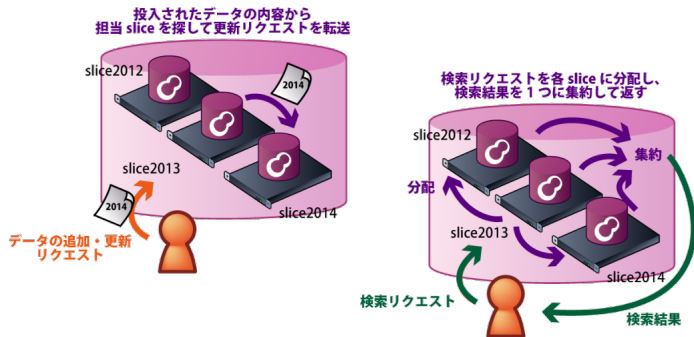 投入されたデータの内容から
担当 slice を探して更新リクエストを転送
slice2012
2014
slice2013
slice2014
2014
データの追加・更新
リクエスト
検索リクエストを各 slice に分配し、
検索結果を1つに集約して返す
slice2012
集約
分配
slice2013
slice2014
検索リクエスト
検索結果